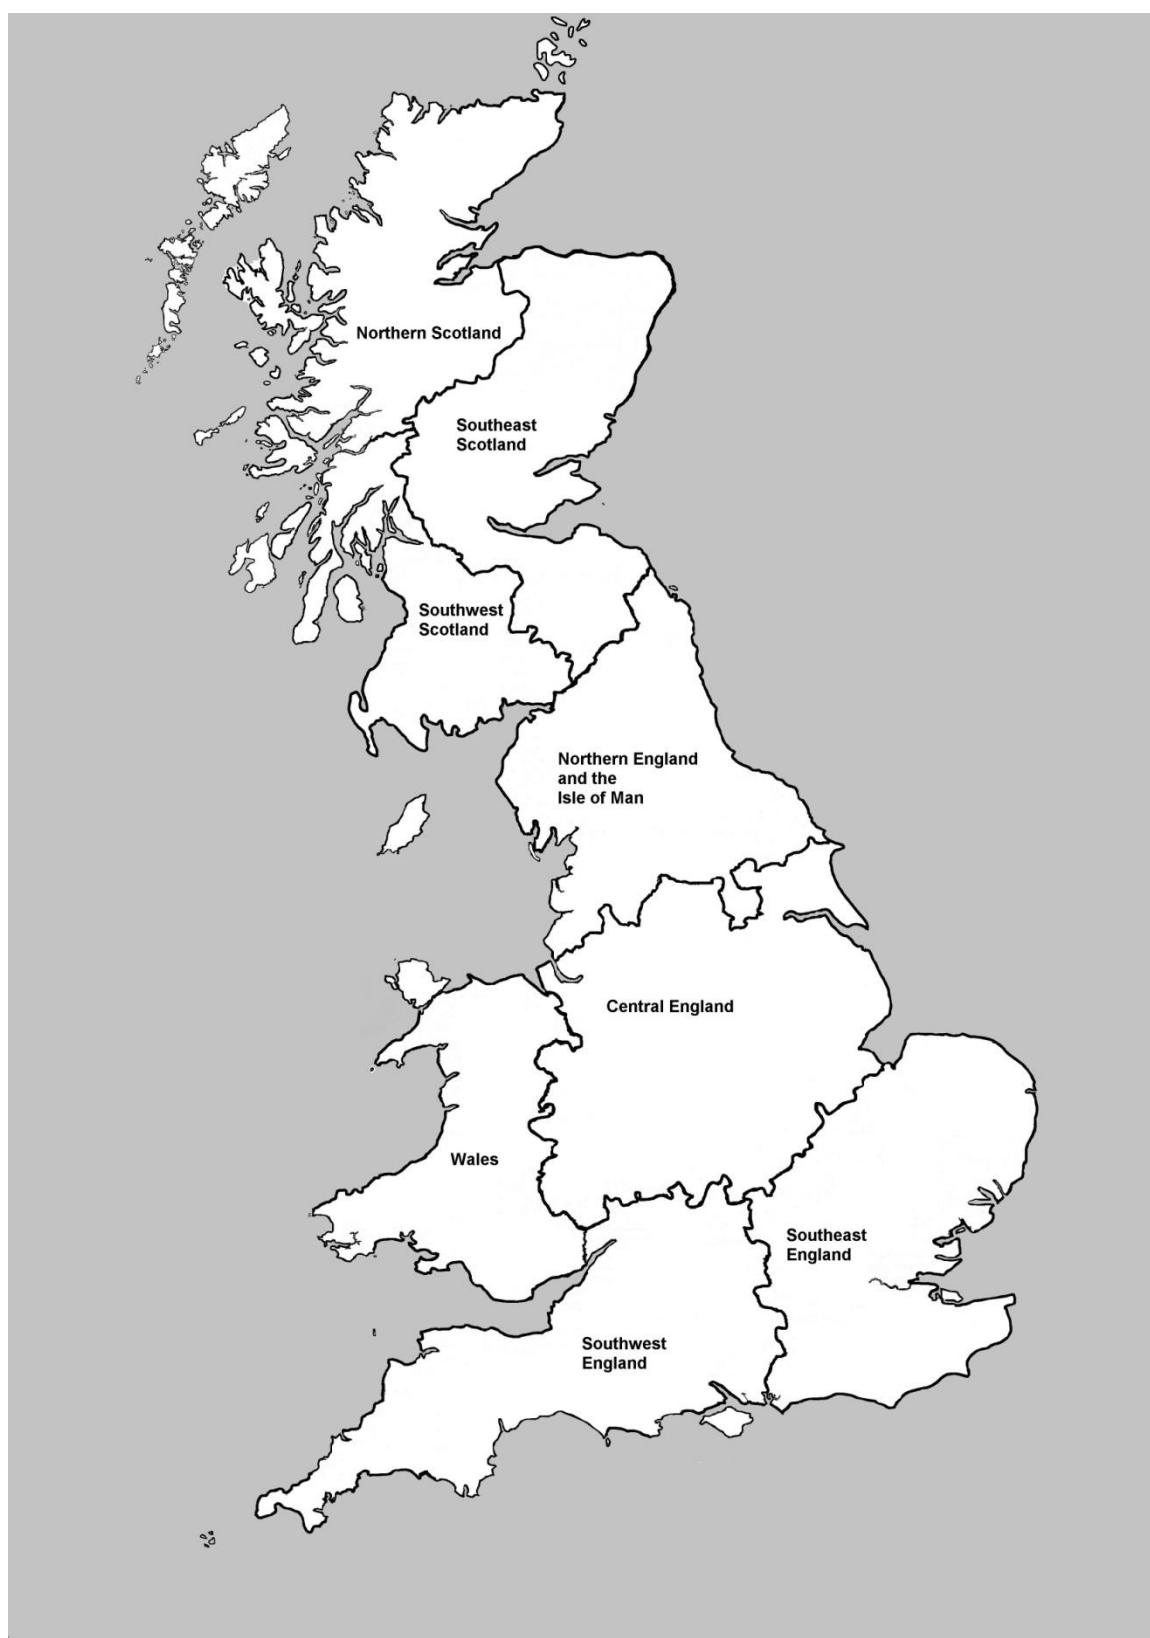 Northern Scotland
Southeast
Scotland
Southwest
Scotland
Northern England
and the
Isle of Man
Central England
Wales
Southeast
England
Southwest
England